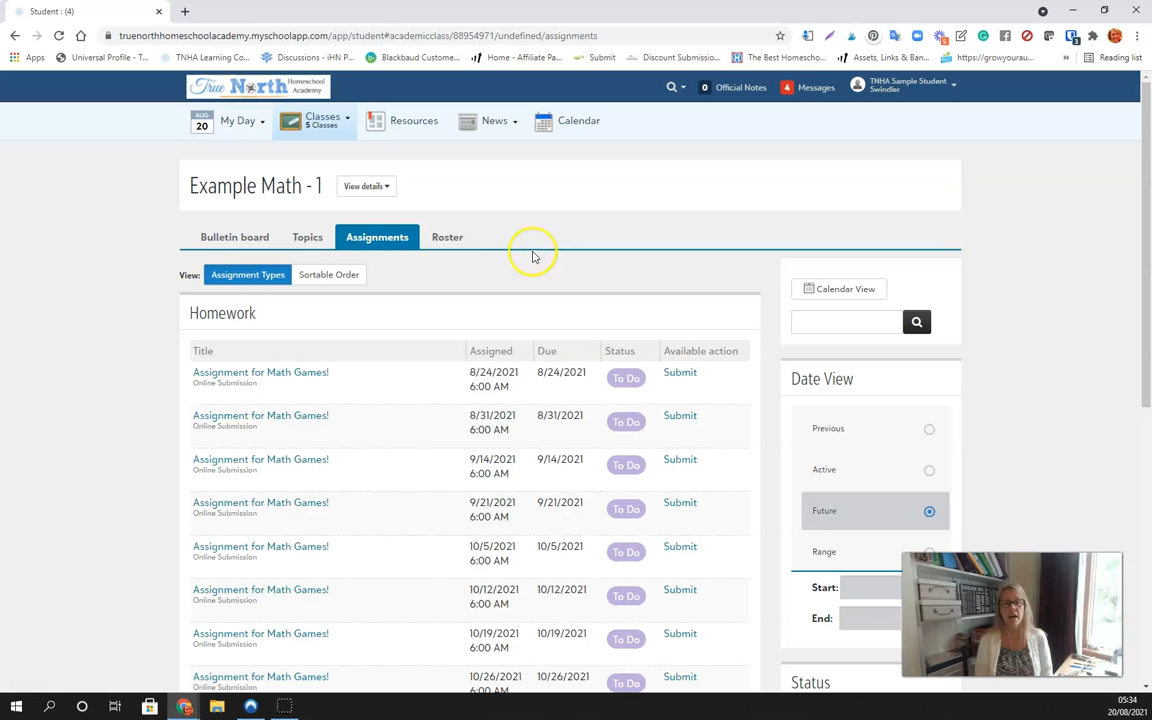 Student : (4)
truenorthhomeschoolacademy.myschoolapp.com/app/student#academicclass/88954971/undefined/assignments
Apps
Universal Profile - T...
TNHA Learning Co...
Discussions - iHN P...
Blackbaud Custome...
Home - Affiliate Pa...
Submit
Discount Submissio...
The Best Homescho...
Assets, Links & Ban...
https://growyourau...
»
Reading list
True North Homeschool Academy
0 Official Notes
4 Messages
TNHA Sample Student
Swindler
AUG
20
My Day
Classes
5 Classes
Resources
News
Calendar
Example Math - 1
View details
Bulletin board
Topics
Assignments
Roster
View:
Assignment Types
Sortable Order
Calendar View
Homework
Title
Assigned
Due
Status
Available action
Assignment for Math Games!
Online Submission
8/24/2021
6:00 AM
8/24/2021
To Do
Submit
Assignment for Math Games!
Online Submission
8/31/2021
6:00 AM
8/31/2021
To Do
Submit
Assignment for Math Games!
Online Submission
9/14/2021
6:00 AM
9/14/2021
To Do
Submit
Assignment for Math Games!
Online Submission
9/21/2021
6:00 AM
9/21/2021
To Do
Submit
Assignment for Math Games!
Online Submission
10/5/2021
6:00 AM
10/5/2021
To Do
Submit
Assignment for Math Games!
Online Submission
10/12/2021
6:00 AM
10/12/2021
To Do
Submit
Assignment for Math Games!
Online Submission
10/19/2021
6:00 AM
10/19/2021
To Do
Submit
Assignment for Math Games!
Online Submission
10/26/2021
6:00 AM
10/26/2021
To Do
Submit
Date View
Previous
Active
Future
Range
Start:
End:
Status
05:34
20/08/2021